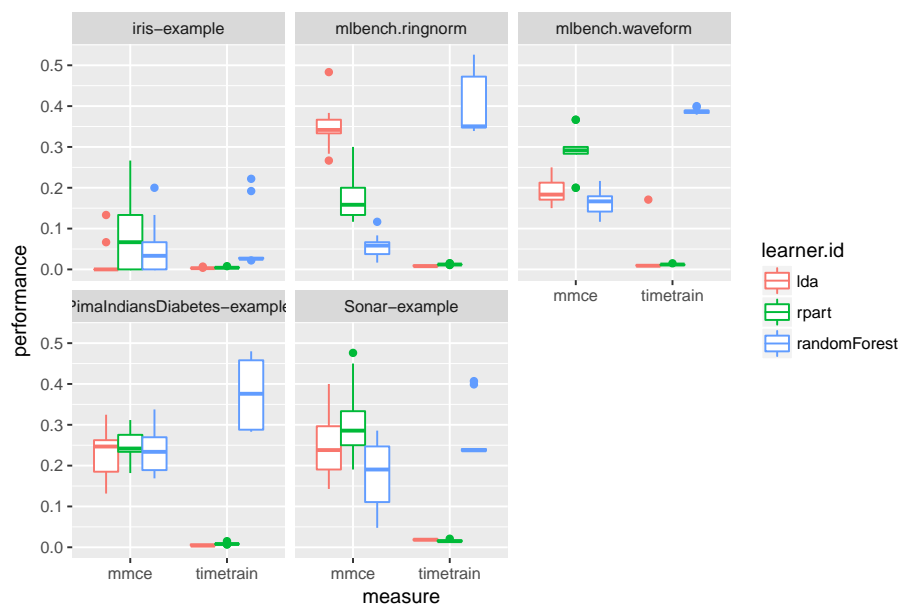 iris−example
mlbench.ringnorm
mlbench.waveform
0.5
0.4
0.3
0.2
0.1
0.0
mmce
timetrain
PimaIndiansDiabetes−example
Sonar−example
0.5
0.4
0.3
0.2
0.1
0.0
mmce
timetrain
mmce
timetrain
measure
performance
learner.id
lda
rpart
randomForest